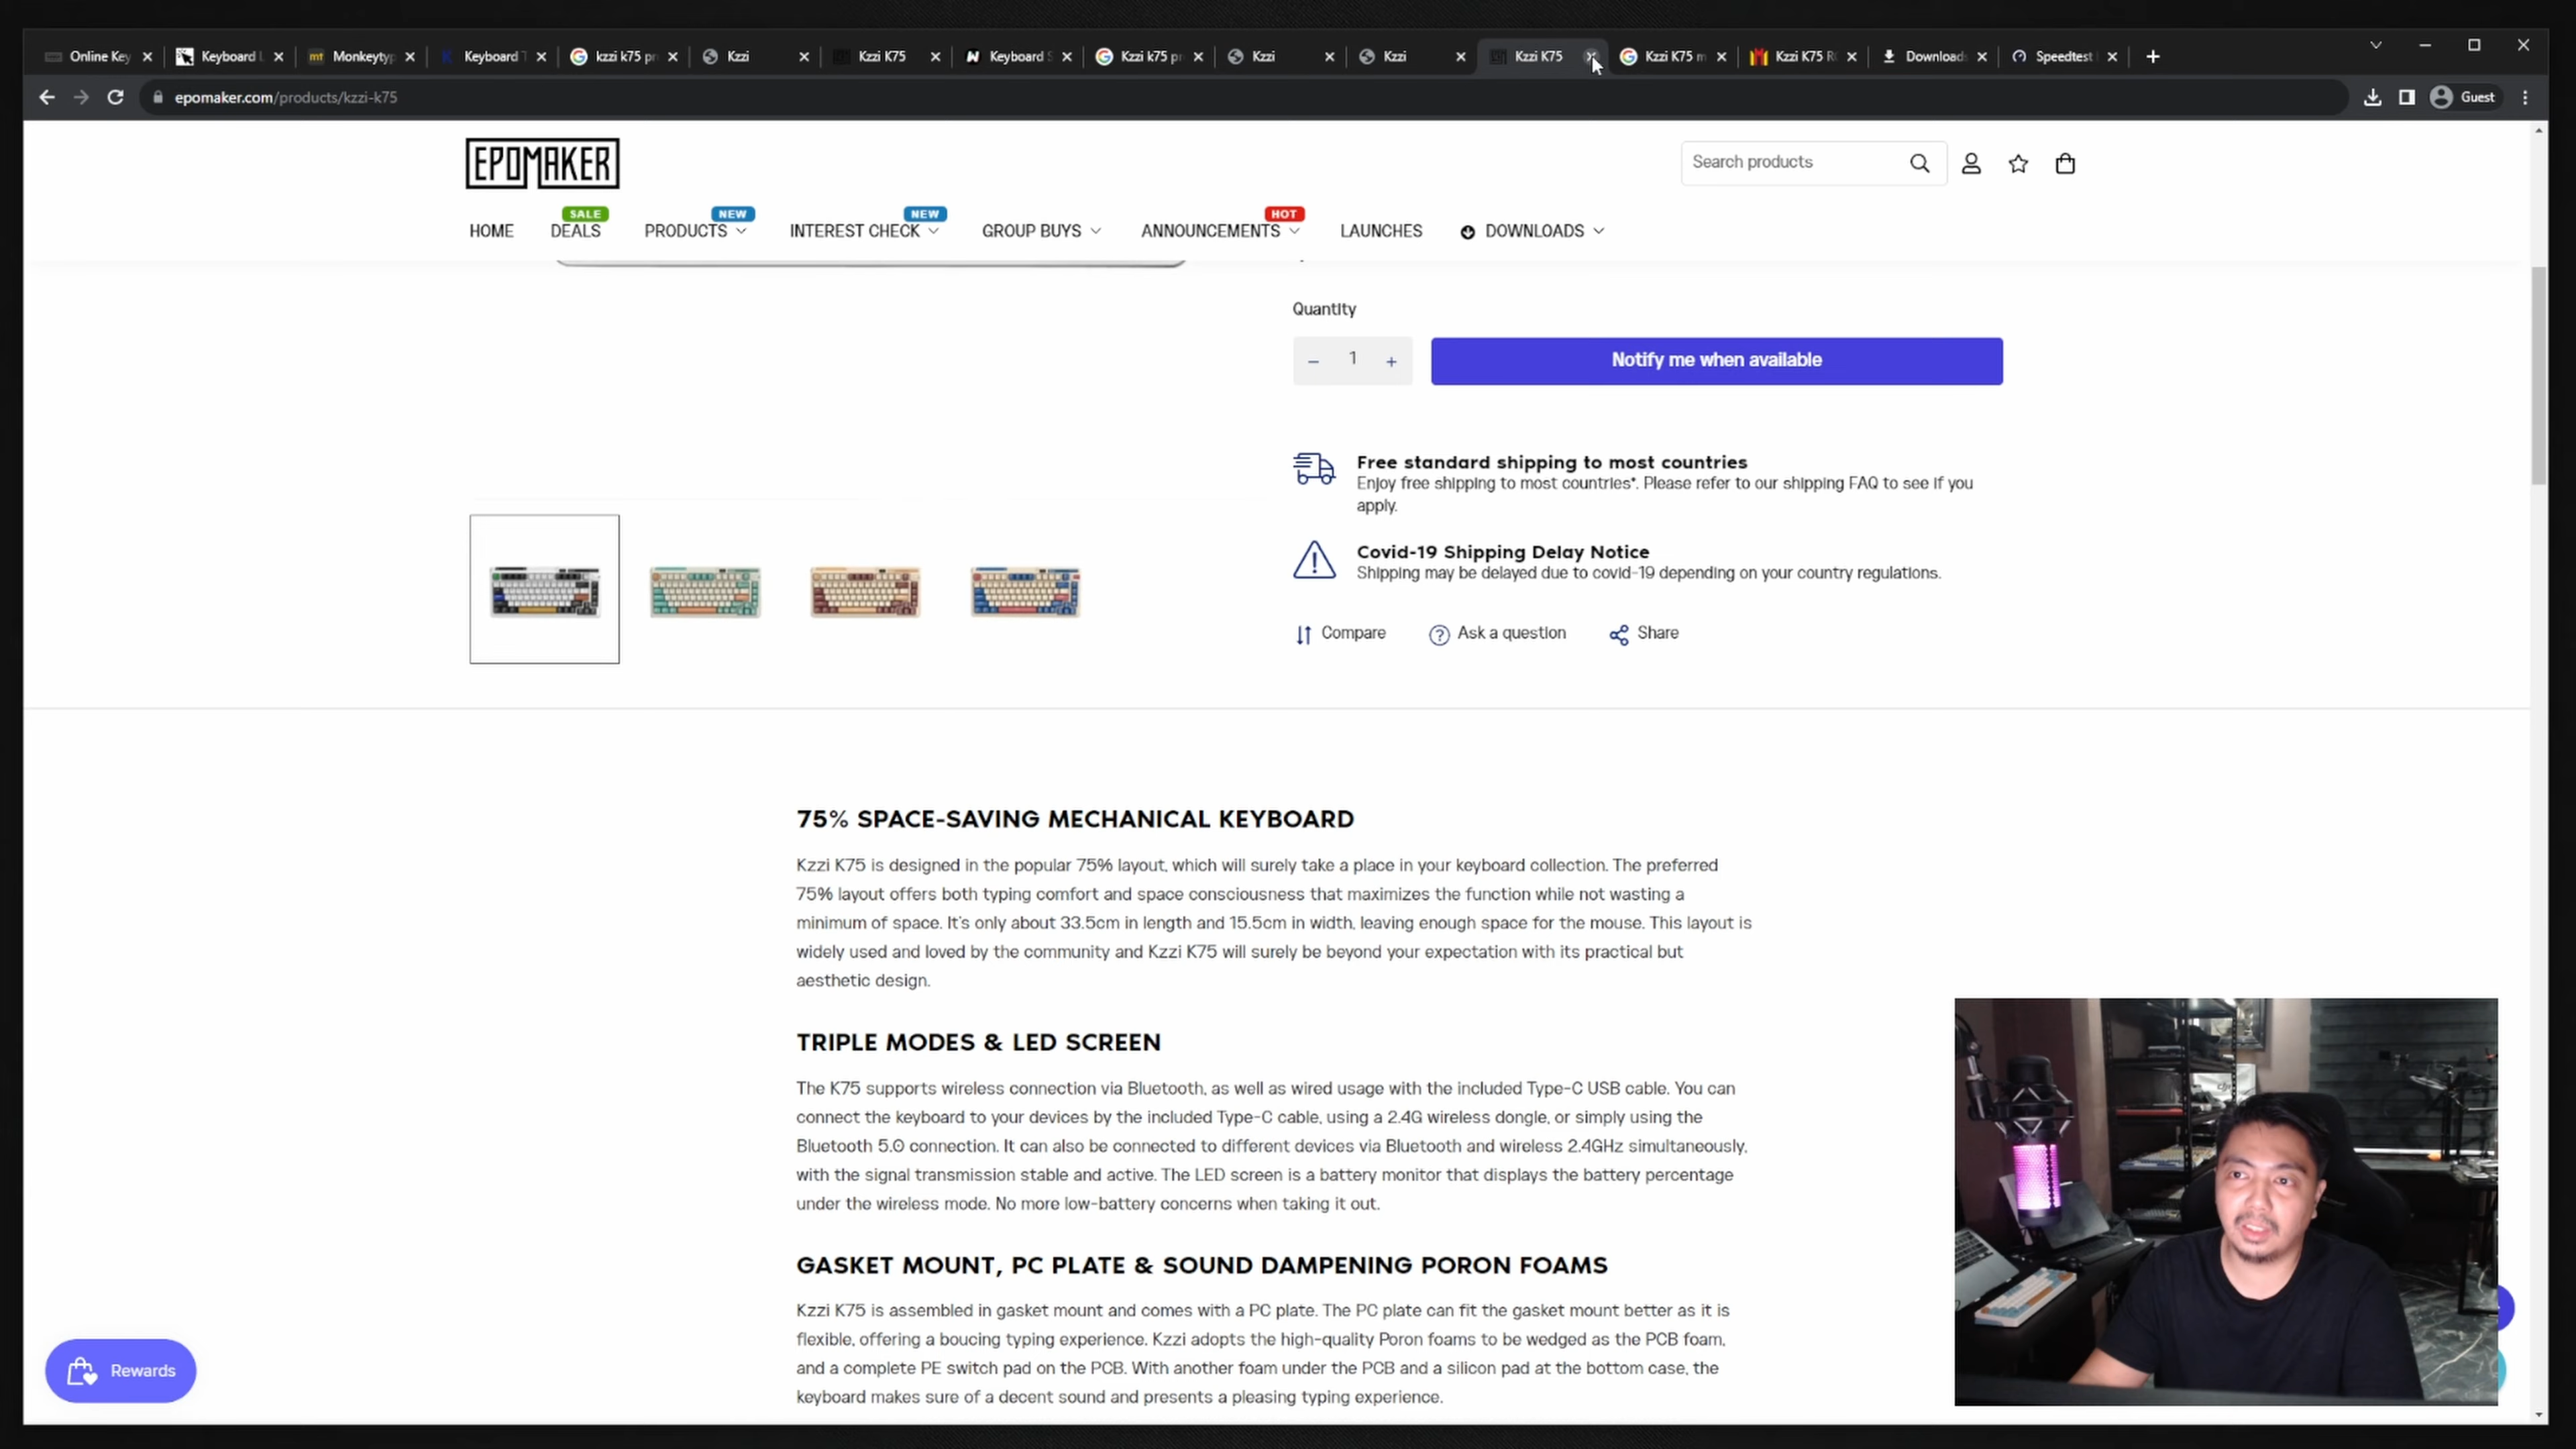 Online Key
Keyboard L
Monkeytyp
Keyboard T
kzzi k75 pr
Kzzi
Kzzi K75
Keyboard S
Kzzi k75 pr
Kzzi
Kzzi
Kzzi K75
Kzzi K75 m
Kzzi K75 R
Downloads
Speedtest
epomaker.com/products/kzzi-k75
Guest
EPOMAKER
Search products
SALE
NEW
NEW
HOT
HOME
DEALS
PRODUCTS
INTEREST CHECK
GROUP BUYS
ANNOUNCEMENTS
LAUNCHES
DOWNLOADS
Quantity
− 1 +
Notify me when available
Free standard shipping to most countries
Enjoy free shipping to most countries*. Please refer to our shipping FAQ to see if you
apply.
Covid-19 Shipping Delay Notice
Shipping may be delayed due to covid-19 depending on your country regulations.
Compare
Ask a question
Share
75% SPACE-SAVING MECHANICAL KEYBOARD
Kzzi K75 is designed in the popular 75% layout, which will surely take a place in your keyboard collection. The preferred
75% layout offers both typing comfort and space consciousness that maximizes the function while not wasting a
minimum of space. It's only about 33.5cm in length and 15.5cm in width, leaving enough space for the mouse. This layout is
widely used and loved by the community and Kzzi K75 will surely be beyond your expectation with its practical but
aesthetic design.
TRIPLE MODES & LED SCREEN
The K75 supports wireless connection via Bluetooth, as well as wired usage with the included Type-C USB cable. You can
connect the keyboard to your devices by the included Type-C cable, using a 2.4G wireless dongle, or simply using the
Bluetooth 5.0 connection. It can also be connected to different devices via Bluetooth and wireless 2.4GHz simultaneously,
with the signal transmission stable and active. The LED screen is a battery monitor that displays the battery percentage
under the wireless mode. No more low-battery concerns when taking it out.
GASKET MOUNT, PC PLATE & SOUND DAMPENING PORON FOAMS
Kzzi K75 is assembled in gasket mount and comes with a PC plate. The PC plate can fit the gasket mount better as it is
flexible, offering a boucing typing experience. Kzzi adopts the high-quality Poron foams to be wedged as the PCB foam,
and a complete PE switch pad on the PCB. With another foam under the PCB and a silicon pad at the bottom case, the
keyboard makes sure of a decent sound and presents a pleasing typing experience.
Rewards